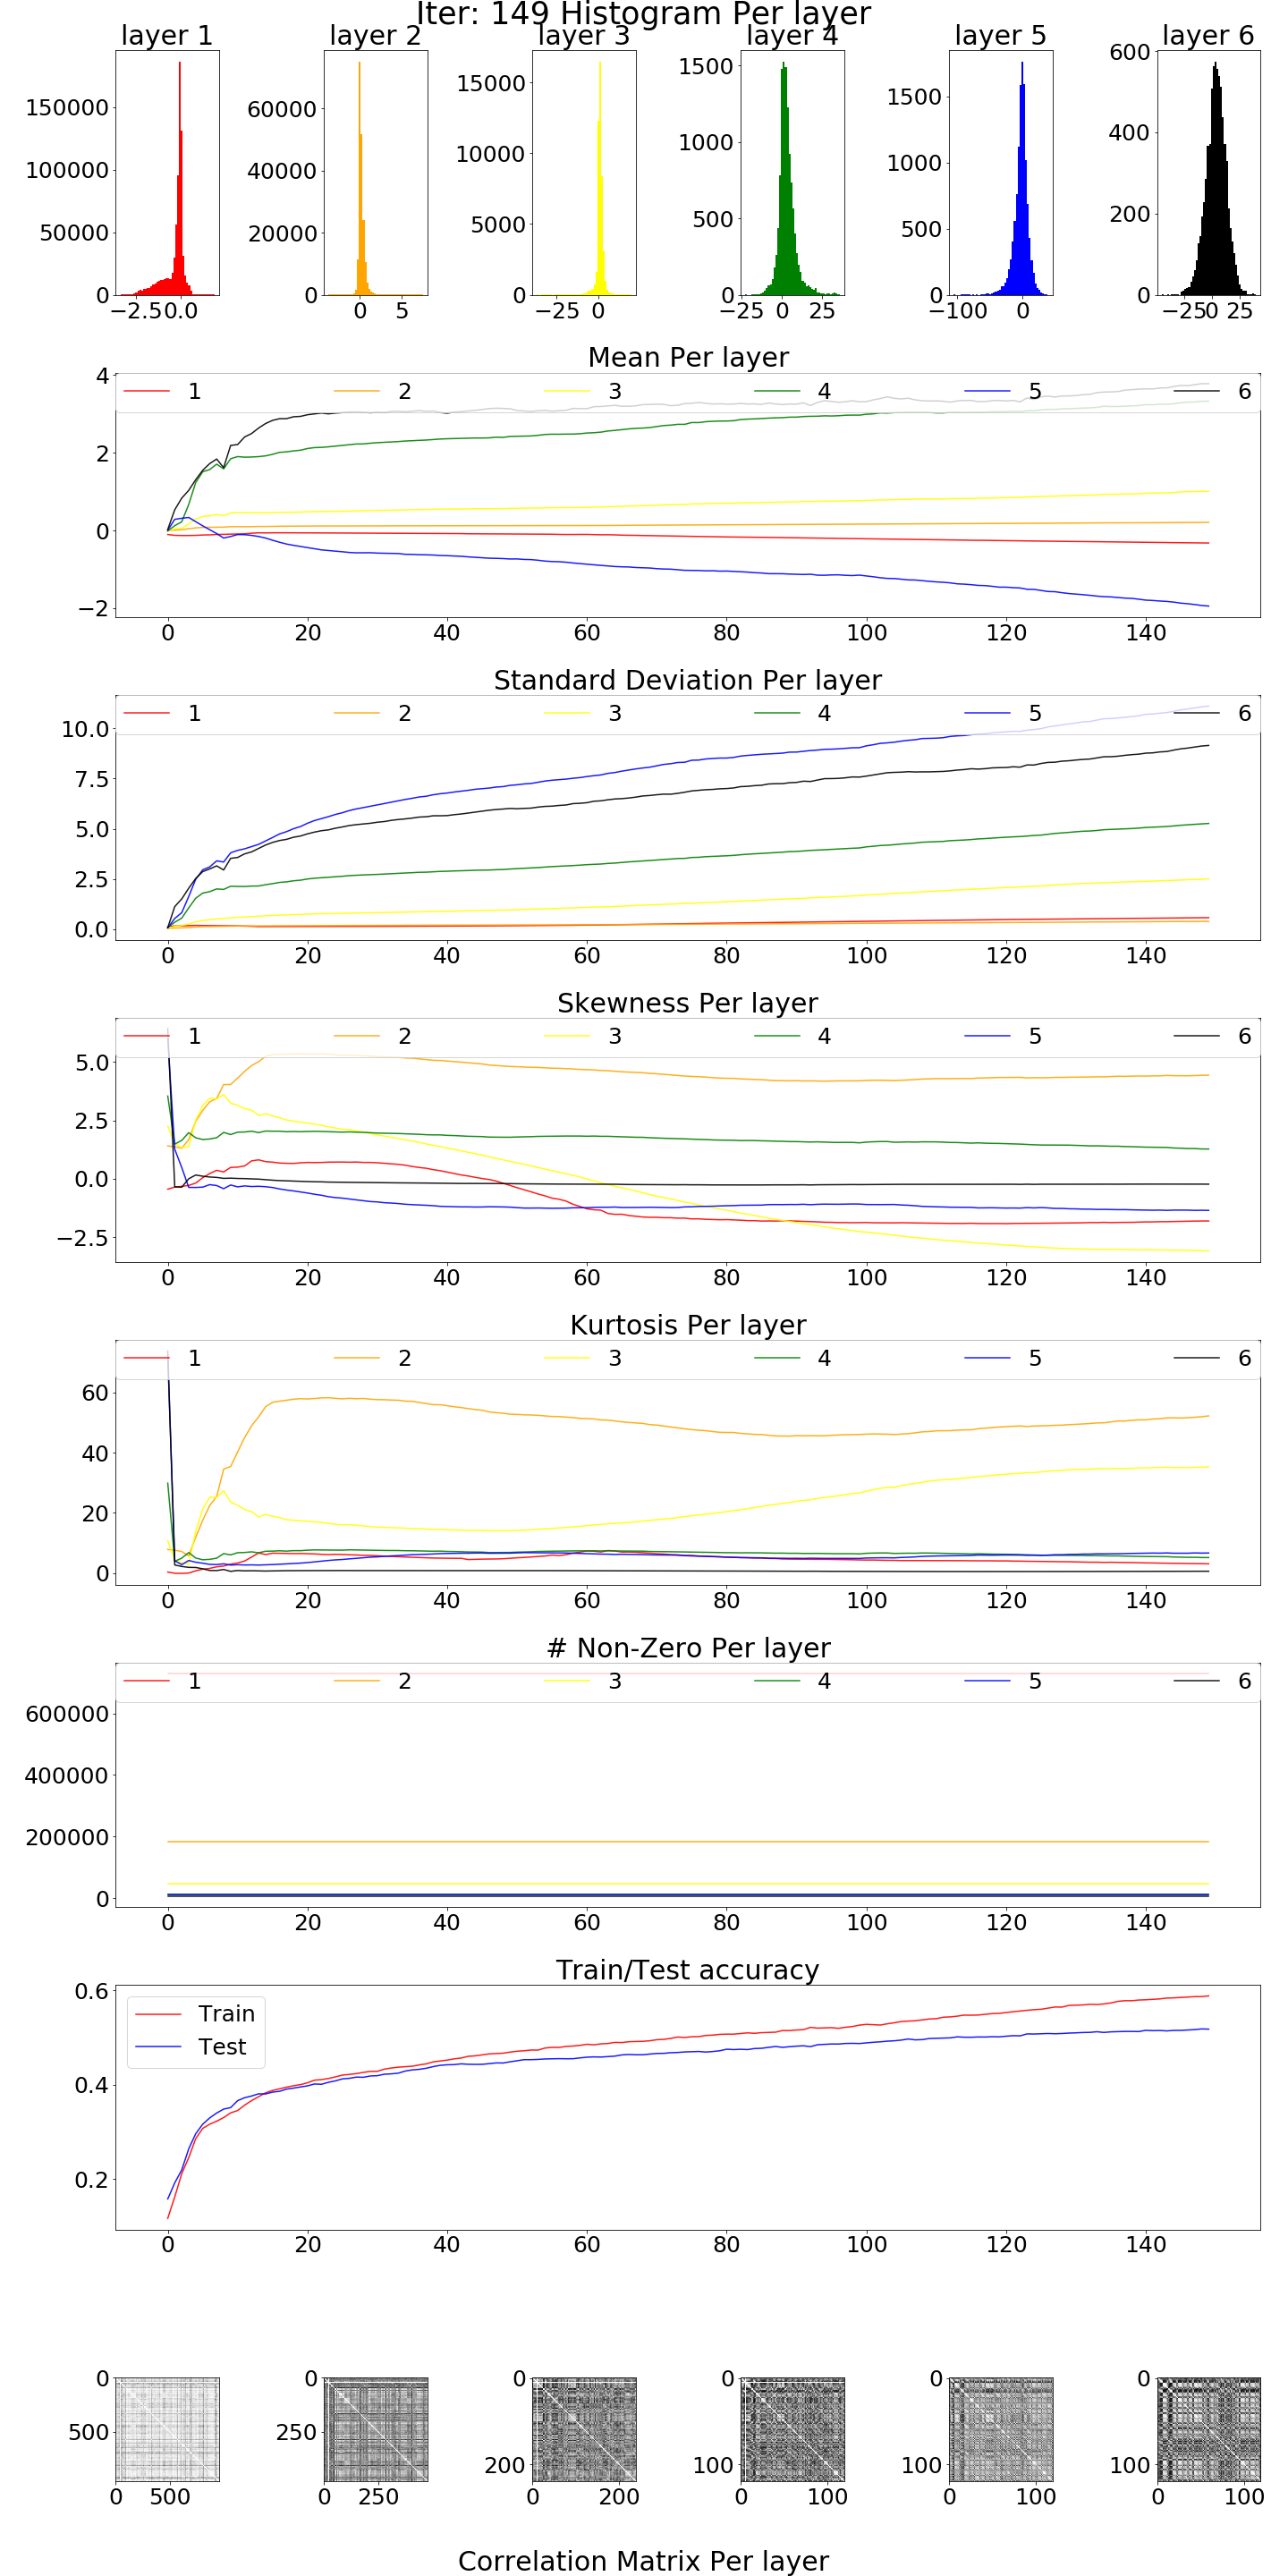 Iter: 149 Histogram Per layer
layer 1 layer 2 layer 3 layer 4 layer 5 layer 6
150000 100000 50000 0 −2.5 0.0
60000 40000 20000 0 0 5
15000 10000 5000 0 −25 0
1500 1000 500 0 −25 0 25
1500 1000 500 0 −100 0
600 400 200 0 −25 0 25
Mean Per layer
1 2 3 4 5 6
4
2
0
−2
0 20 40 60 80 100 120 140
Standard Deviation Per layer
1 2 3 4 5 6
10.0
7.5
5.0
2.5
0.0
0 20 40 60 80 100 120 140
Skewness Per layer
1 2 3 4 5 6
5.0
2.5
0.0
−2.5
0 20 40 60 80 100 120 140
Kurtosis Per layer
1 2 3 4 5 6
60
40
20
0
0 20 40 60 80 100 120 140
# Non-Zero Per layer
1 2 3 4 5 6
600000
400000
200000
0
0 20 40 60 80 100 120 140
Train/Test accuracy
0.6
Train
Test
0.4
0.2
0 20 40 60 80 100 120 140
0 0 0 0 0 0
500 250 200 100 100 100
0 500 0 250 0 200 0 100 0 100 0 100
Correlation Matrix Per layer